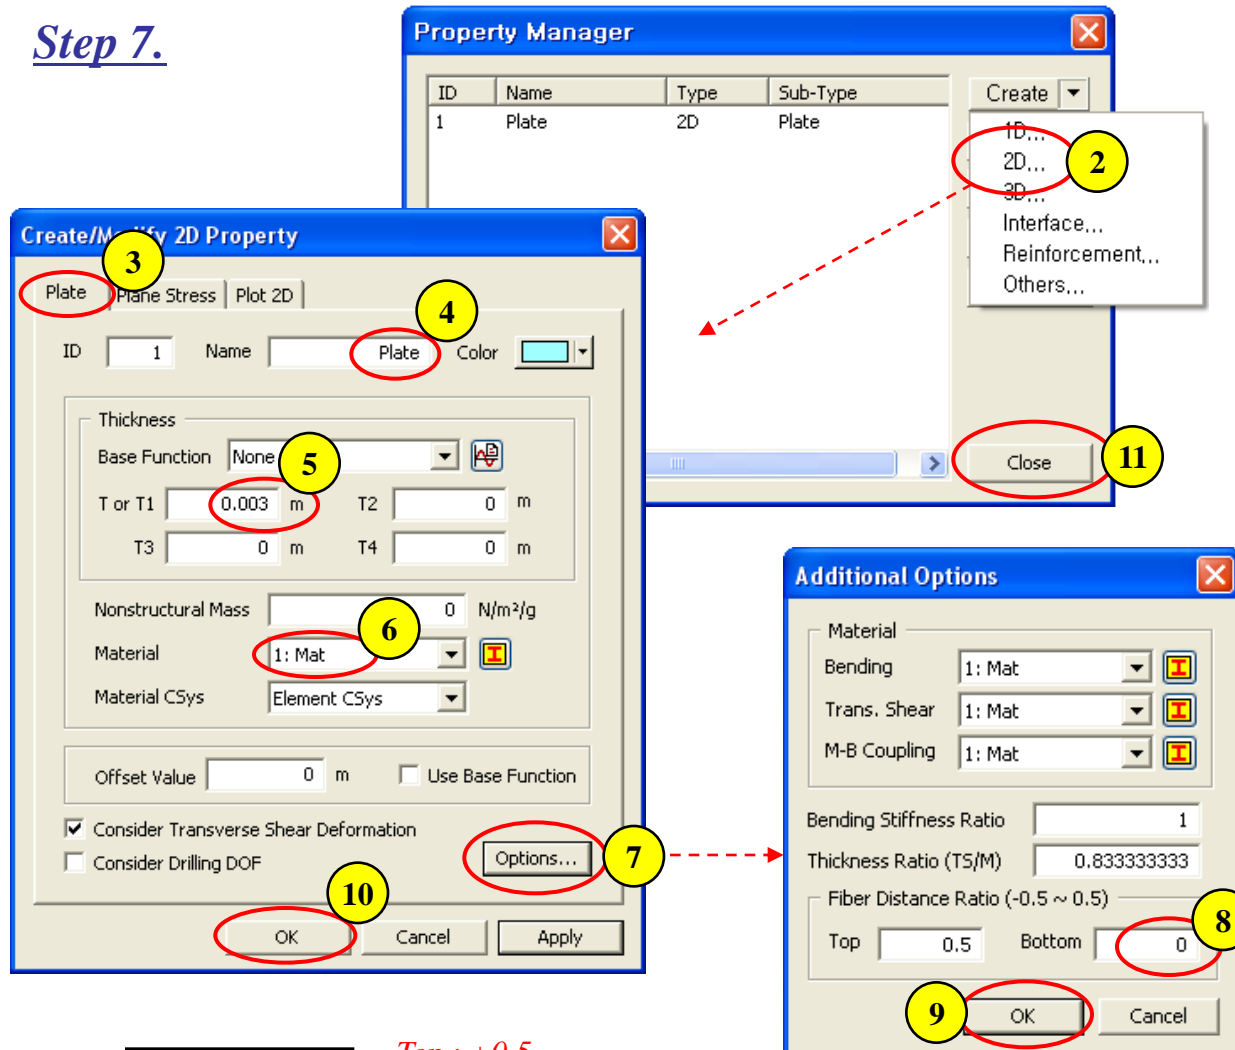 Step 7.
Property Manager
ID Name Type Sub-Type
1 Plate 2D Plate
Create
1D...
2D...
3D...
Interface...
Reinforcement...
Others...
2
Close
11
Create/Modify 2D Property
3
Plate Plane Stress Plot 2D
4
ID 1 Name Plate Color
Thickness
Base Function None
5
T or T1 0.003 m T2 0 m
T3 0 m T4 0 m
Nonstructural Mass 0 N/m²/g
6
Material 1: Mat
Material CSys Element CSys
Offset Value 0 m Use Base Function
Consider Transverse Shear Deformation
Consider Drilling DOF
Options...
7
10
OK Cancel Apply
Additional Options
Material
Bending 1: Mat
Trans. Shear 1: Mat
M-B Coupling 1: Mat
Bending Stiffness Ratio 1
Thickness Ratio (TS/M) 0.833333333
Fiber Distance Ratio (-0.5 ~ 0.5)
8
Top 0.5 Bottom 0
9
OK Cancel
Top : +0.5